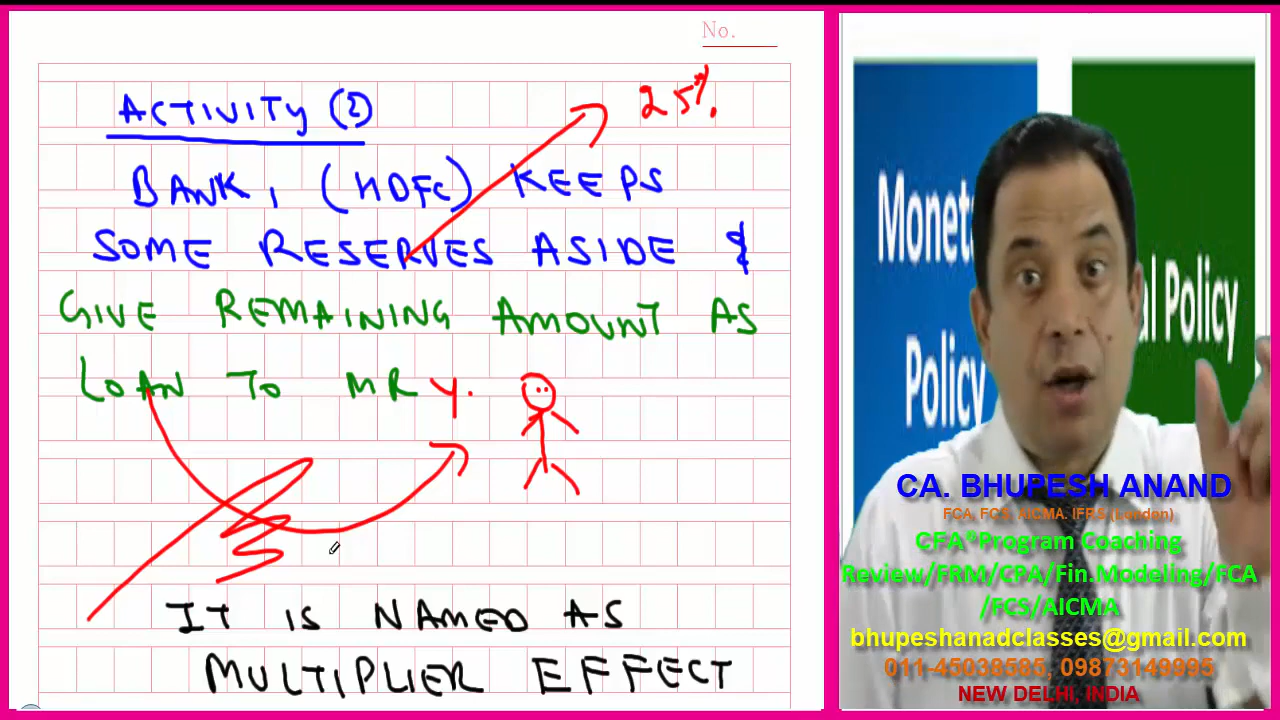 No.
ACTIVITY (2)
25%
BANK, (HDFC) KEEPS
SOME RESERVES ASIDE &
GIVE REMAINING AMOUNT AS
LOAN TO MR Y.
IT IS NAMED AS
MULTIPLIER EFFECT
Moneta
Policy
al Policy
CA. BHUPESH ANAND
FCA, FCS, AICMA. IFRS (London)
CFA® Program Coaching
Review/FRM/CPA/Fin.Modeling/FCA
/FCS/AICMA
bhupeshanadclasses@gmail.com
011-45038585, 09873149995
NEW DELHI, INDIA